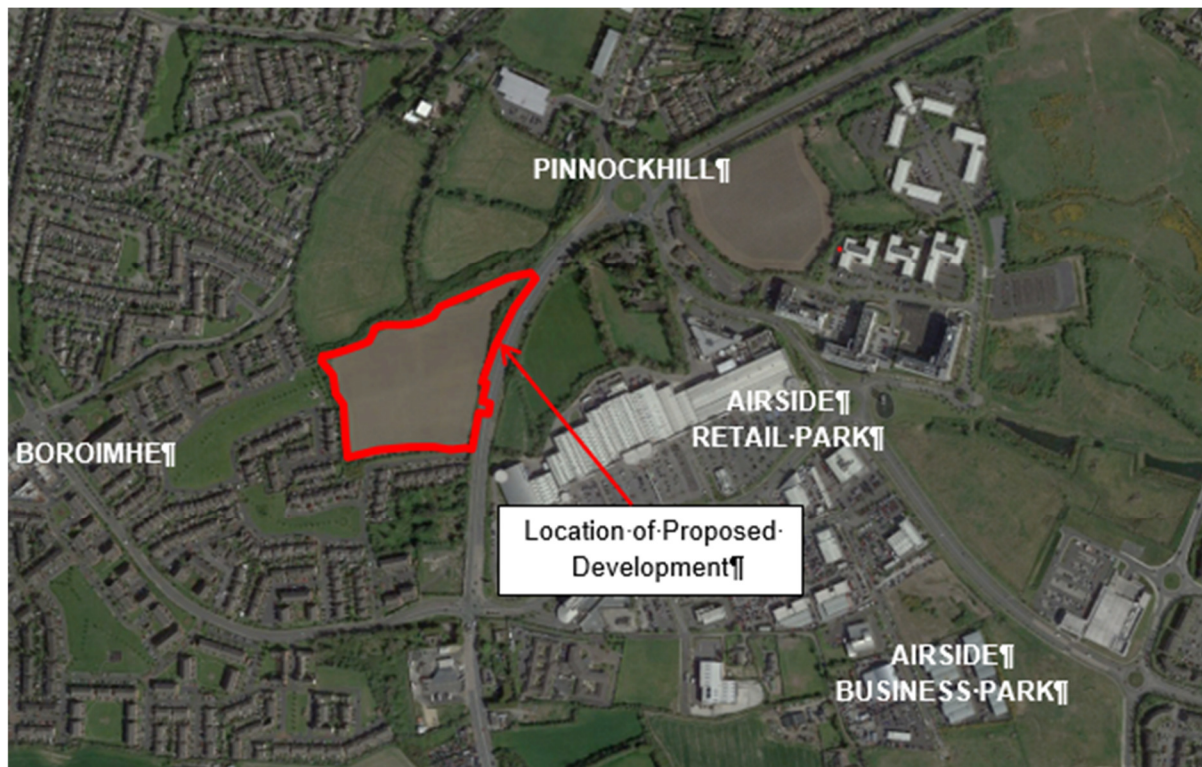 PINNOCKHILL¶
AIRSIDE¶
RETAIL·PARK¶
BOROIMHE¶
Location·of·Proposed·
Development¶
AIRSIDE¶
BUSINESS·PARK¶